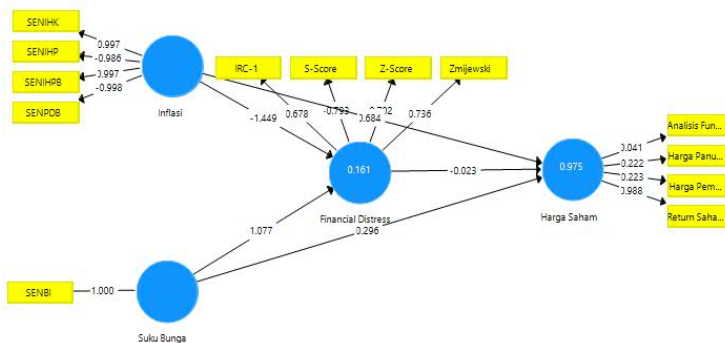 SENIHK
SENIHP
SENIHPB
SENPDB
0.997
-0.986
0.997
-0.998
Inflasi
IRC-1
S-Score
Z-Score
Zmijewski
0.678
-0.793
0.684
0.736
-1.449
0.161
Financial Distress
-0.023
0.975
Harga Saham
Analisis Fun...
Harga Panu...
Harga Pem...
Return Saha...
0.041
0.222
0.223
0.988
1.077
0.296
SENBI
1.000
Suku Bunga